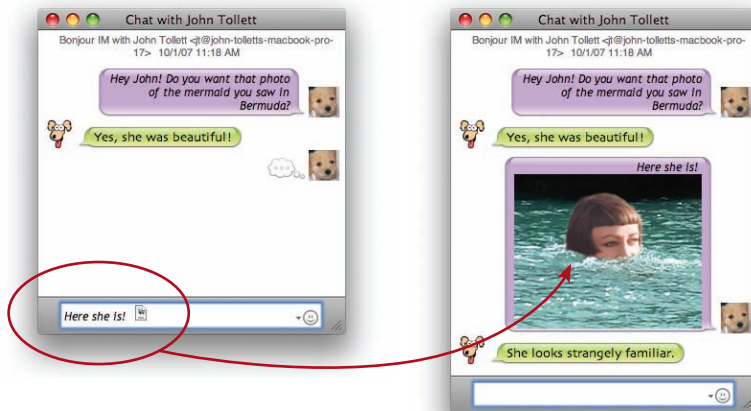 Chat with John Tollett
Bonjour IM with John Tollett <jt@john-tolletts-macbook-pro-
17> 10/1/07 11:18 AM
Hey John! Do you want that photo
of the mermaid you saw in
Bermuda?
Yes, she was beautiful!
Here she is!
Chat with John Tollett
Bonjour IM with John Tollett <jt@john-tolletts-macbook-pro-
17> 10/1/07 11:18 AM
Hey John! Do you want that photo
of the mermaid you saw in
Bermuda?
Yes, she was beautiful!
Here she is!
She looks strangely familiar.